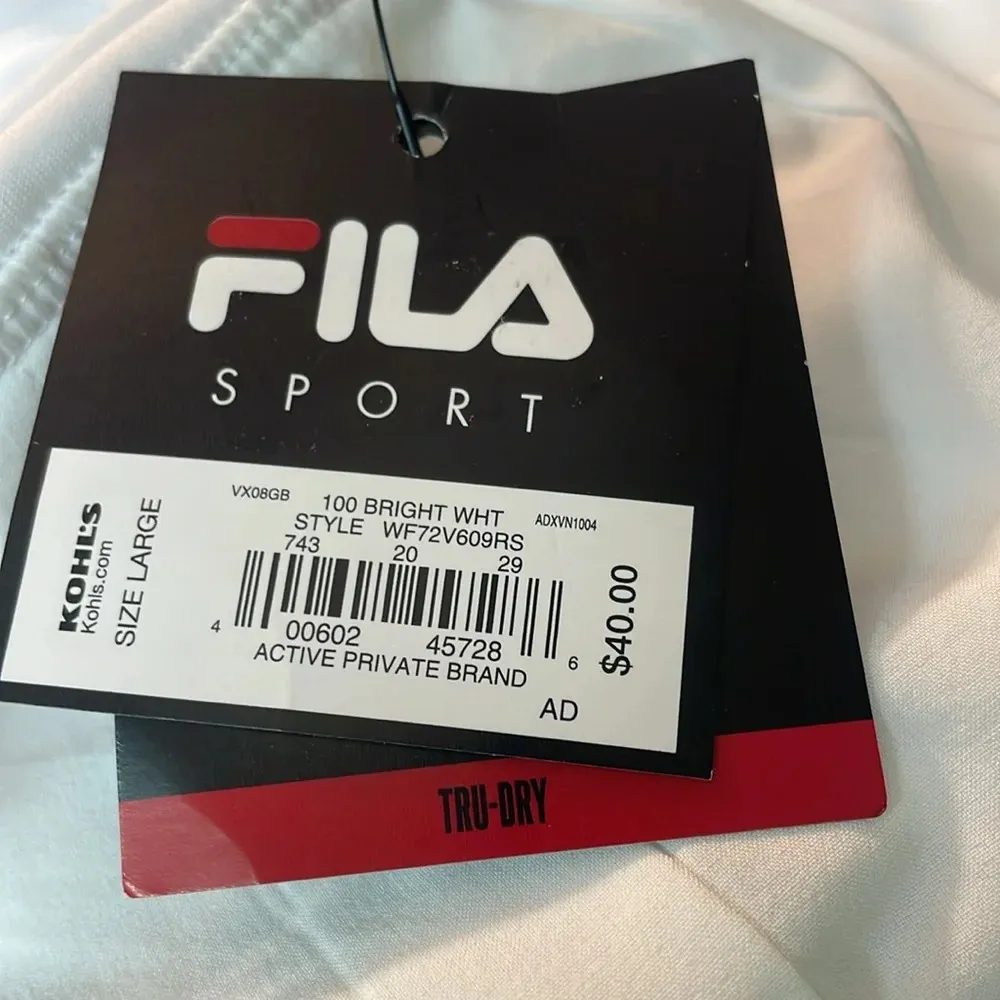 FILA
SPORT
KOHL'S
Kohls.com
SIZE LARGE
VX08GB 100 BRIGHT WHT ADXVN1004
STYLE WF72V609RS
743 20 29
4 00602 45728 6
ACTIVE PRIVATE BRAND
AD
$40.00
TRU-DRY